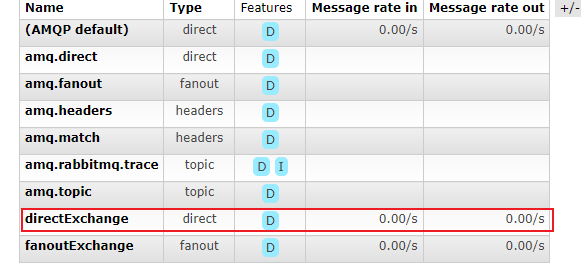 Name Type Features Message rate in Message rate out +/-
(AMQP default) direct D 0.00/s 0.00/s
amq.direct direct D
amq.fanout fanout D
amq.headers headers D
amq.match headers D
amq.rabbitmq.trace topic D I
amq.topic topic D
directExchange direct D 0.00/s 0.00/s
fanoutExchange fanout D 0.00/s 0.00/s